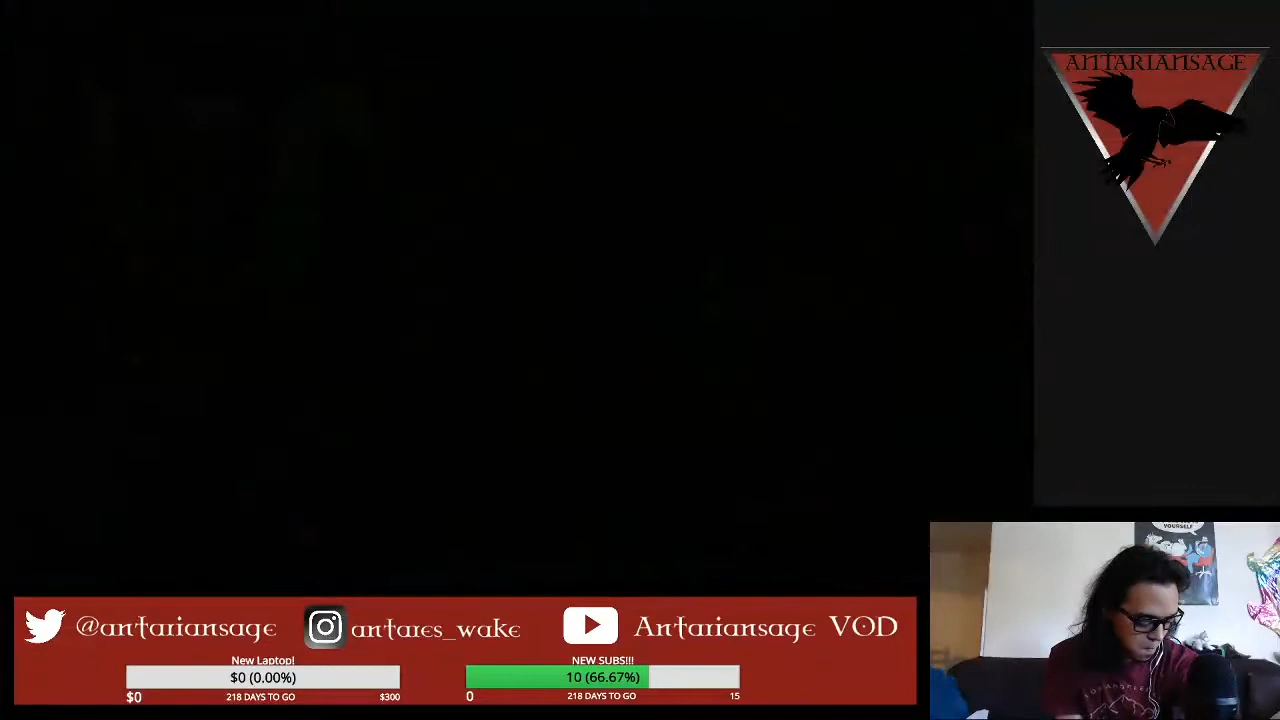 ANTARIANSAGE
YOURSELF
@antariansage
antares_wake
Antariansage VOD
New Laptop!
$0 (0.00%)
$0
218 DAYS TO GO
$300
NEW SUBS!!!
10 (66.67%)
0
218 DAYS TO GO
15